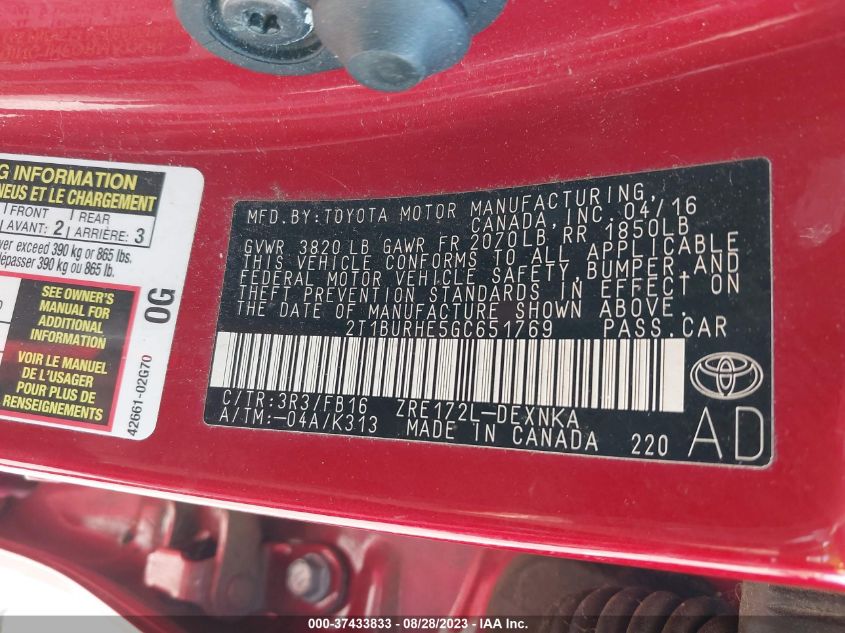 G INFORMATION
NEUS ET LE CHARGEMENT
FRONT REAR
AVANT: 2 ARRIÈRE: 3
ver exceed 390 kg or 865 lbs.
dépasser 390 kg ou 865 lb.
SEE OWNER'S
MANUAL FOR
ADDITIONAL
INFORMATION
VOIR LE MANUEL
DE L'USAGER
POUR PLUS DE
RENSEIGNEMENTS
0G
42661-02G70
MFD.BY:TOYOTA MOTOR MANUFACTURING,
CANADA,INC.04/16
GVWR 3820 LB GAWR FR 2070LB,RR 1850LB
THIS VEHICLE CONFORMS TO ALL APPLICABLE
FEDERAL MOTOR VEHICLE SAFETY,BUMPER,AND
THEFT PREVENTION STANDARDS IN EFFECT ON
THE DATE OF MANUFACTURE SHOWN ABOVE.
2T1BURHE5GC651769 PASS.CAR
C/TR:3R3/FB16 ZRE172L-DEXNKA
A/TM:-04A/K313 MADE IN CANADA 220
AD
000-37433833 / 08/28/2023 - IAA Inc.